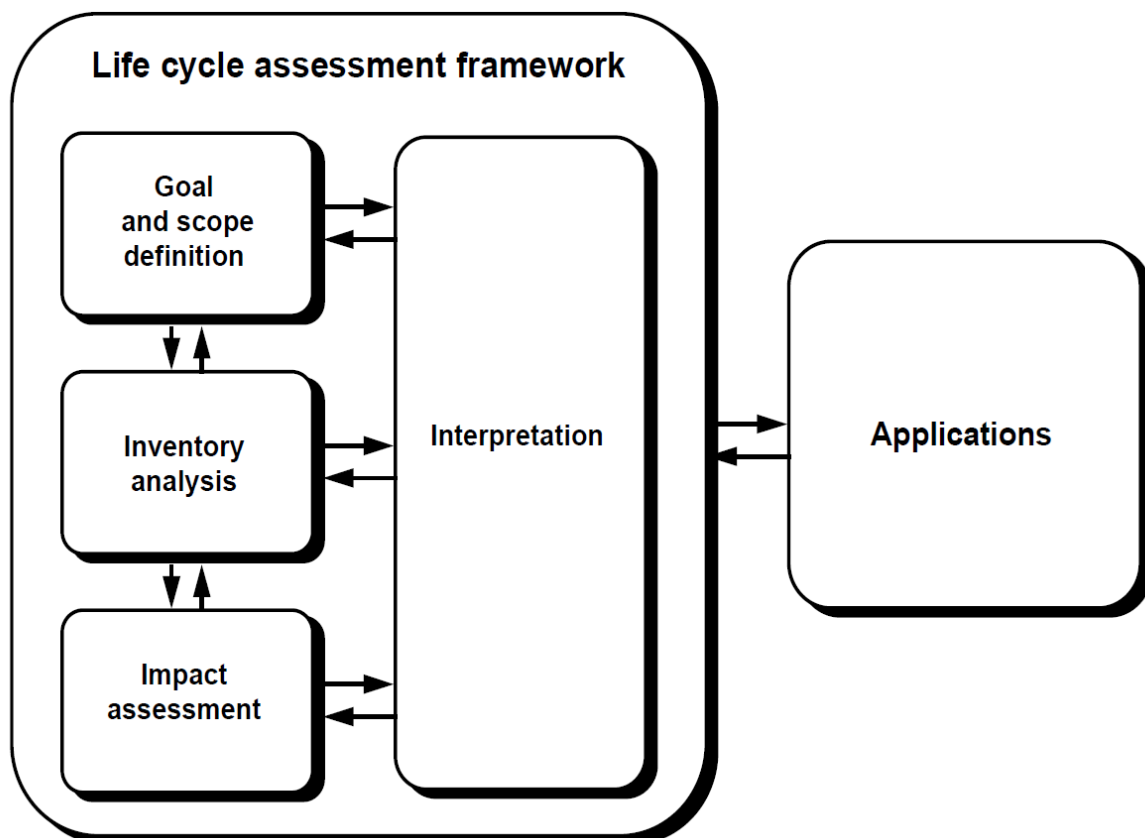 Life cycle assessment framework
Goal
and scope
definition
Inventory
analysis
Impact
assessment
Interpretation
Applications